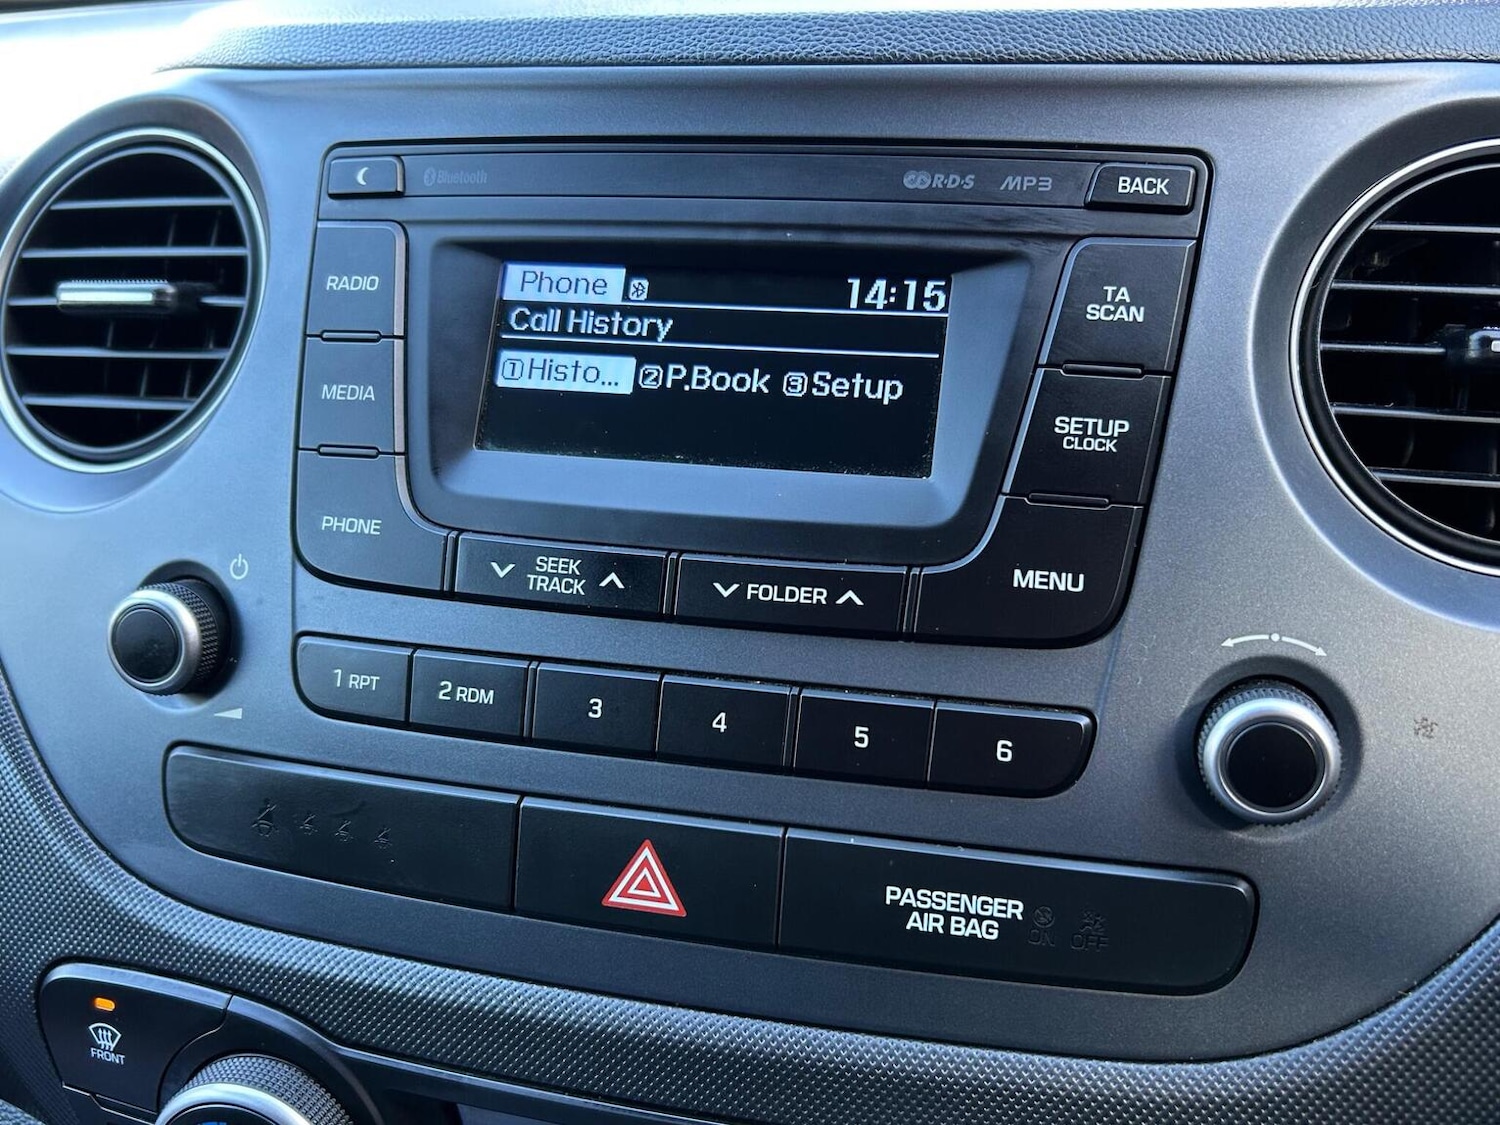 Bluetooth
R·D·S
MP3
BACK
RADIO
Phone
14:15
TA
SCAN
Call History
MEDIA
①Histo... ②P.Book ③Setup
SETUP
CLOCK
PHONE
SEEK
TRACK
FOLDER
MENU
1 RPT
2 RDM
3
4
5
6
PASSENGER
AIR BAG
ON
OFF
FRONT